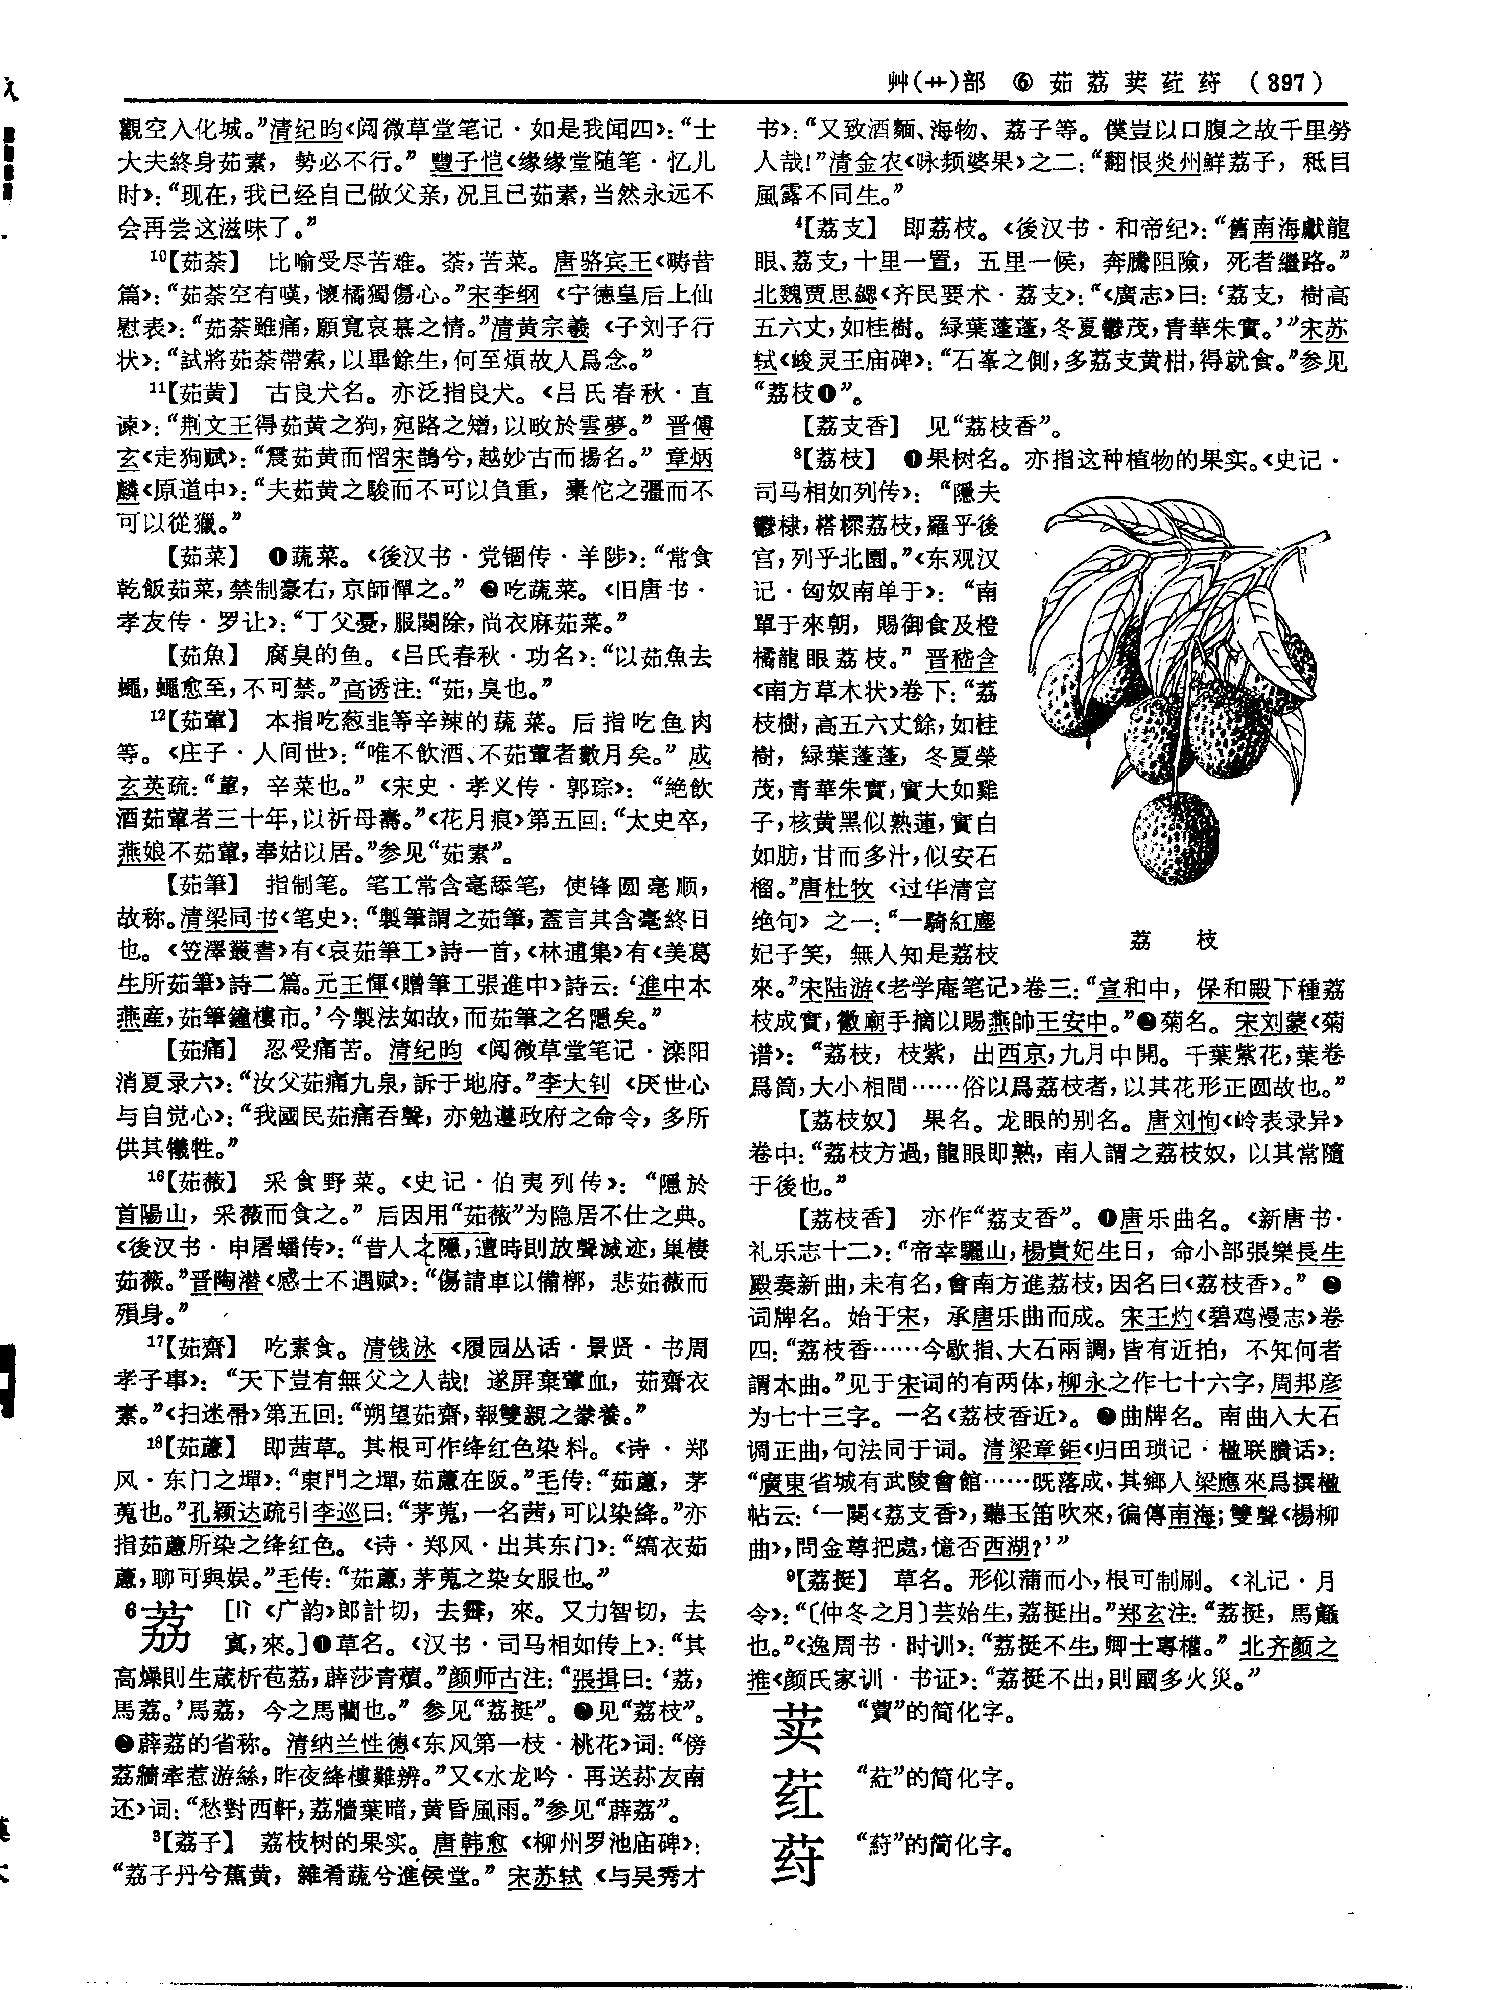 艸(艹)部 ⑥ 茹荔荬荭荮 (397)
觀空入化城。”清纪昀《阅微草堂笔记·如是我闻四》：“士
大夫終身茹素，勢必不行。”豐子恺《缘缘堂随笔·忆儿
时》：“现在，我已经自己做父亲，况且已茹素，当然永远不
会再尝这滋味了。”
10【茹荼】 比喻受尽苦难。荼，苦菜。唐骆宾王《畴昔
篇》：“茹荼空有嘆，懷橘獨傷心。”宋李纲《宁德皇后上仙
慰表》：“茹荼雖痛，願寬哀慕之情。”清黄宗羲《子刘子行
状》：“試將茹荼帶索，以畢餘生，何至煩故人爲念。”
11【茹黄】 古良犬名。亦泛指良犬。《吕氏春秋·直
谏》：“荆文王得茹黄之狗，宛路之矰，以畋於雲夢。”晋傅
玄《走狗赋》：“震茹黄而慴宋鵲兮，越妙古而揚名。”章炳
麟《原道中》：“夫茹黄之駿而不可以負重，橐佗之彊而不
可以從獵。”
【茹菜】 ❶蔬菜。《後汉书·党锢传·羊陟》：“常食
乾飯茹菜，禁制豪右，京師憚之。”❷吃蔬菜。《旧唐书·
孝友传·罗让》：“丁父憂，服闋除，尚衣麻茹菜。”
【茹魚】 腐臭的鱼。《吕氏春秋·功名》：“以茹魚去
蠅，蠅愈至，不可禁。”高诱注：“茹，臭也。”
12【茹葷】 本指吃葱韭等辛辣的蔬菜。后指吃鱼肉
等。《庄子·人间世》：“唯不飲酒、不茹葷者數月矣。”成
玄英疏：“葷，辛菜也。”《宋史·孝义传·郭琮》：“絶飲
酒茹葷者三十年，以祈母壽。”《花月痕》第五回：“太史卒，
燕娘不茹葷，奉姑以居。”参见“茹素”。
【茹筆】 指制笔。笔工常含毫舔笔，使锋圆毫顺，
故称。清梁同书《笔史》：“製筆謂之茹筆，蓋言其含毫終日
也。《笠澤叢書》有《哀茹筆工》詩一首，《林逋集》有《美葛
生所茹筆》詩二篇。元王惲《贈筆工張進中》詩云：‘進中本
燕産，茹筆鐘樓市。’今製法如故，而茹筆之名隱矣。”
【茹痛】 忍受痛苦。清纪昀《阅微草堂笔记·滦阳
消夏录六》：“汝父茹痛九泉，訴于地府。”李大钊《厌世心
与自觉心》：“我國民茹痛吞聲，亦勉遵政府之命令，多所
供其犧牲。”
16【茹薇】 采食野菜。《史记·伯夷列传》：“隱於
首陽山，采薇而食之。”后因用“茹薇”为隐居不仕之典。
《後汉书·申屠蟠传》：“昔人之隱，遭時則放聲滅迹，巢棲
茹薇。”晋陶潜《感士不遇赋》：“傷請車以備槨，悲茹薇而
殞身。”
17【茹齋】 吃素食。清钱泳《履园丛话·景贤·书周
孝子事》：“天下豈有無父之人哉！遂屏棄葷血，茹齋衣
素。”《扫迷帚》第五回：“朔望茹齋，報雙親之豢養。”
18【茹藘】 即茜草。其根可作绛红色染料。《诗·郑
风·东门之墠》：“東門之墠，茹藘在阪。”毛传：“茹藘，茅
蒐也。”孔颖达疏引李巡曰：“茅蒐，一名茜，可以染絳。”亦
指茹藘所染之绛红色。《诗·郑风·出其东门》：“縞衣茹
藘，聊可與娱。”毛传：“茹藘，茅蒐之染女服也。”
6荔 [lì 《广韵》郎計切，去霽，來。又力智切，去
寘，來。]❶草名。《汉书·司马相如传上》：“其
高燥則生葴析苞荔，薜莎青薠。”颜师古注：“張揖曰：‘荔，
馬荔。’馬荔，今之馬藺也。”参见“荔挺”。❷见“荔枝”。
❸薜荔的省称。清纳兰性德《东风第一枝·桃花》词：“傍
荔牆牽惹游絲，昨夜絳樓難辨。”又《水龙吟·再送荪友南
还》词：“愁對西軒，荔牆葉暗，黄昏風雨。”参见“薜荔”。
3【荔子】 荔枝树的果实。唐韩愈《柳州罗池庙碑》：
“荔子丹兮蕉黄，雜肴蔬兮進侯堂。”宋苏轼《与吴秀才
书》：“又致酒麵、海物、荔子等。僕豈以口腹之故千里勞
人哉！”清金农《咏频婆果》之二：“翻恨炎州鮮荔子，秪目
風露不同生。”
4【荔支】 即荔枝。《後汉书·和帝纪》：“舊南海獻龍
眼、荔支，十里一置，五里一候，奔騰阻險，死者繼路。”
北魏贾思勰《齐民要术·荔支》：“《廣志》曰：‘荔支，樹高
五六丈，如桂樹。緑葉蓬蓬，冬夏鬱茂，青華朱實。’”宋苏
轼《峻灵王庙碑》：“石峯之側，多荔支黄柑，得就食。”参见
“荔枝❶”。
【荔支香】 见“荔枝香”。
8【荔枝】 ❶果树名。亦指这种植物的果实。《史记·
司马相如列传》：“隱夫
鬱棣，榙㯊荔枝，羅乎後
宫，列乎北園。”《东观汉
记·匈奴南单于》：“南
單于來朝，賜御食及橙
橘龍眼荔枝。”晋嵇含
《南方草木状》卷下：“荔
枝樹，高五六丈餘，如桂
樹，緑葉蓬蓬，冬夏榮
茂，青華朱實，實大如雞
子，核黄黑似熟蓮，實白
如肪，甘而多汁，似安石
榴。”唐杜牧《过华清宫
绝句》之一：“一騎紅塵
妃子笑，無人知是荔枝
來。”宋陆游《老学庵笔记》卷三：“宣和中，保和殿下種荔
枝成實，徽廟手摘以賜燕帥王安中。”❷菊名。宋刘蒙《菊
谱》：“荔枝，枝紫，出西京，九月中開。千葉紫花，葉卷
爲筒，大小相間……俗以爲荔枝者，以其花形正圓故也。”
【荔枝奴】 果名。龙眼的别名。唐刘恂《岭表录异》
卷中：“荔枝方過，龍眼即熟，南人謂之荔枝奴，以其常隨
于後也。”
【荔枝香】 亦作“荔支香”。❶唐乐曲名。《新唐书·
礼乐志十二》：“帝幸驪山，楊貴妃生日，命小部張樂長生
殿奏新曲，未有名，會南方進荔枝，因名曰《荔枝香》。”❷
词牌名。始于宋，承唐乐曲而成。宋王灼《碧鸡漫志》卷
四：“荔枝香……今歇指、大石兩調，皆有近拍，不知何者
謂本曲。”见于宋词的有两体，柳永之作七十六字，周邦彦
为七十三字。一名《荔枝香近》。❸曲牌名。南曲入大石
调正曲，句法同于词。清梁章鉅《归田琐记·楹联賸话》：
“廣東省城有武陵會館……既落成，其鄉人梁應來爲撰楹
帖云：‘一闋《荔支香》，聽玉笛吹來，徧傳南海；雙聲《楊柳
曲》，問金尊把處，憶否西湖？’”
9【荔挺】 草名。形似蒲而小，根可制刷。《礼记·月
令》：“〔仲冬之月〕芸始生，荔挺出。”郑玄注：“荔挺，馬䪥
也。”《逸周书·时训》：“荔挺不生，卿士專權。”北齐颜之
推《颜氏家训·书证》：“荔挺不出，則國多火災。”
荬 “蕒”的简化字。
荭 “葒”的简化字。
荮 “葤”的简化字。
荔 枝